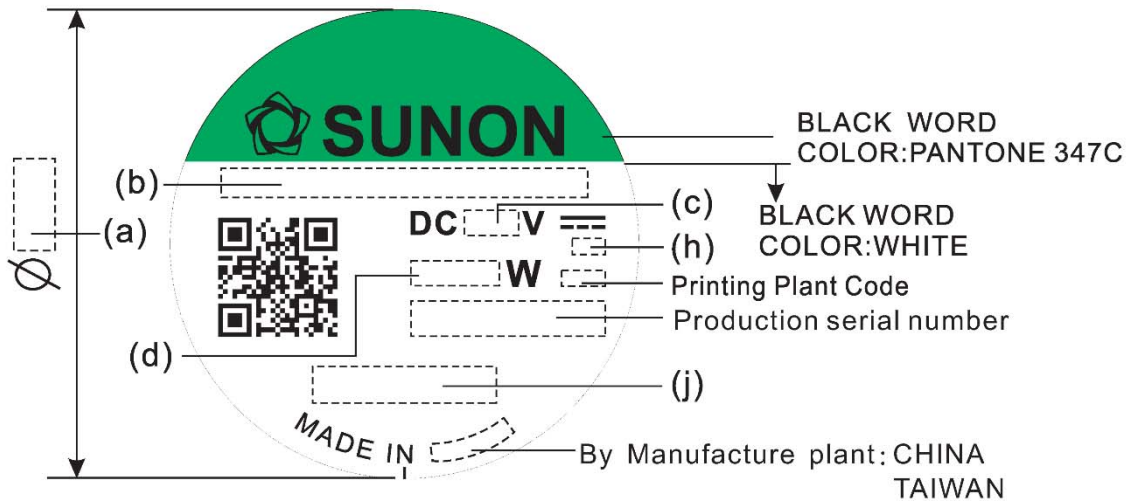 SUNON
BLACK WORD
COLOR:PANTONE 347C
(b)
(a)
Ø
DC V
(c)
BLACK WORD
COLOR:WHITE
(h)
W
Printing Plant Code
Production serial number
(d)
(j)
MADE IN
By Manufacture plant: CHINA
TAIWAN